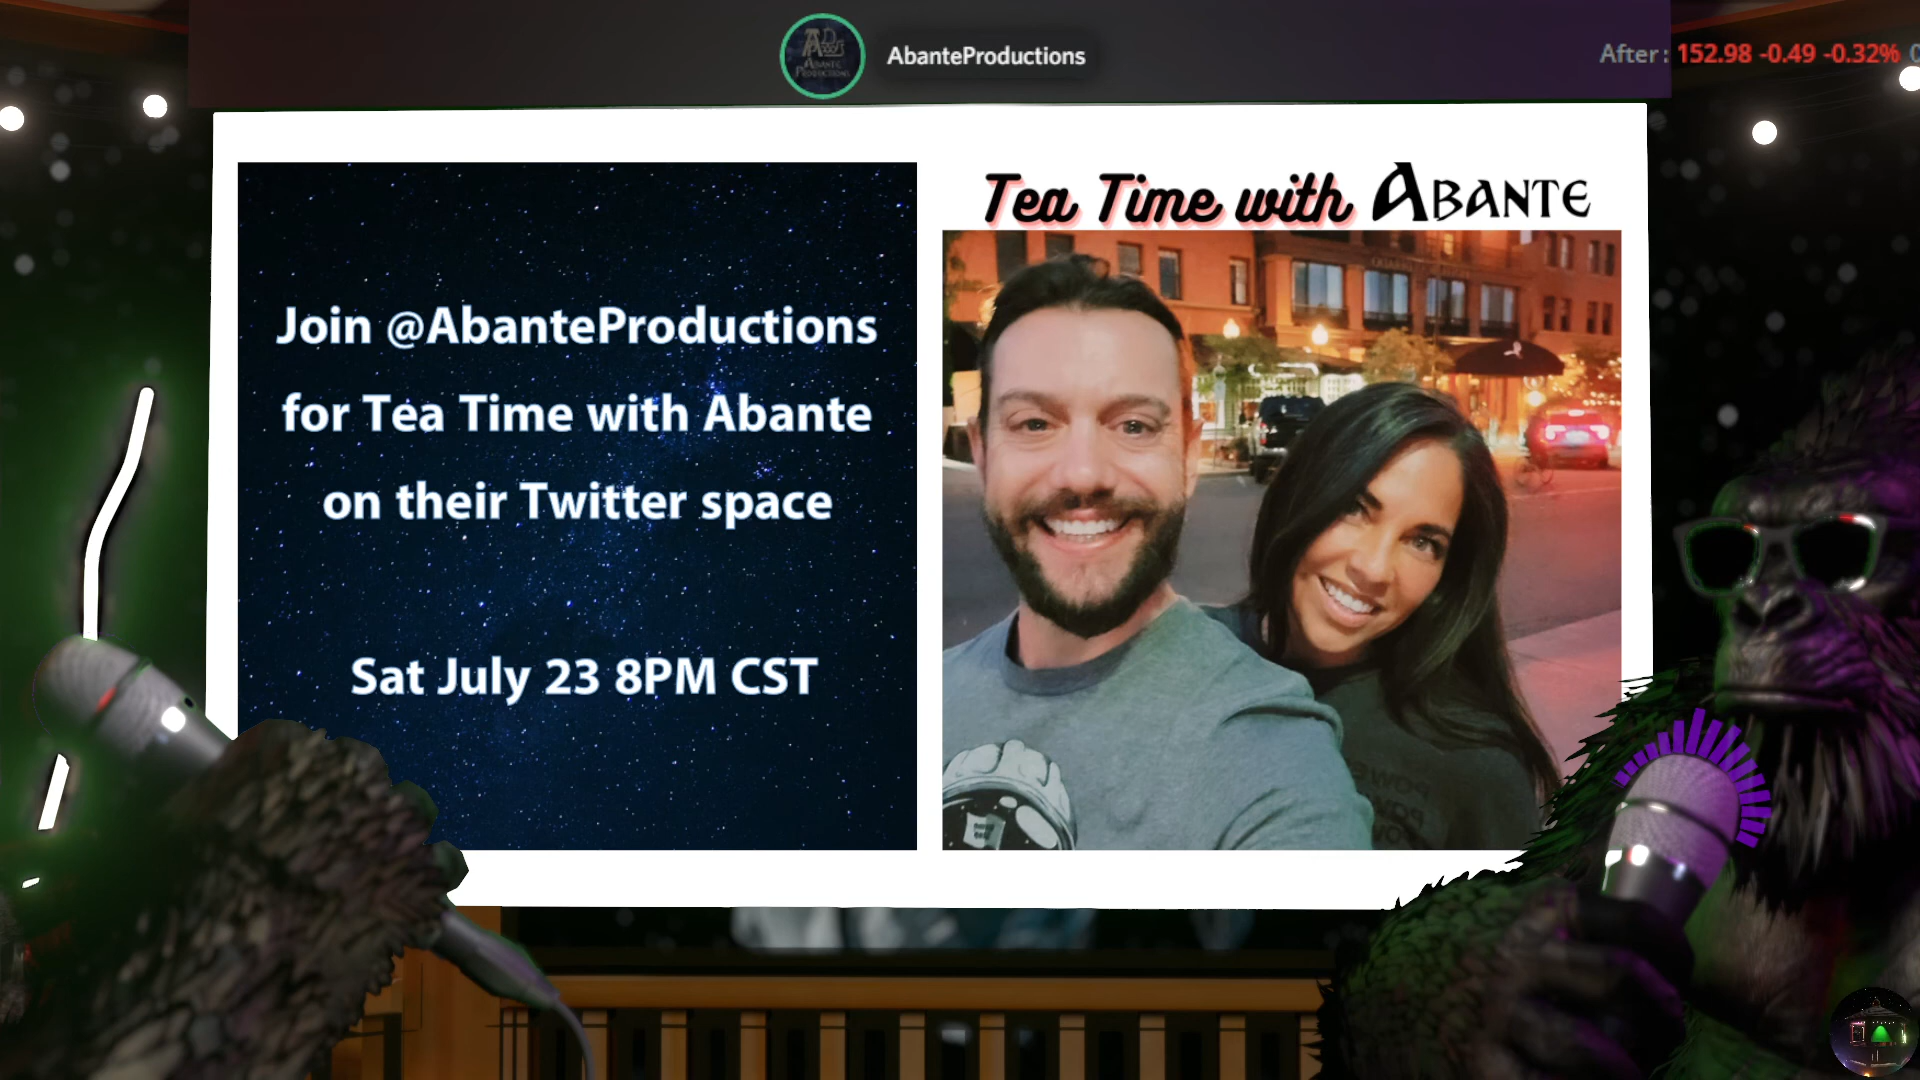 AbanteProductions
After: 152.98 -0.49 -0.32%
Join @AbanteProductions
for Tea Time with Abante
on their Twitter space
Sat July 23 8PM CST
Tea Time with ABANTE